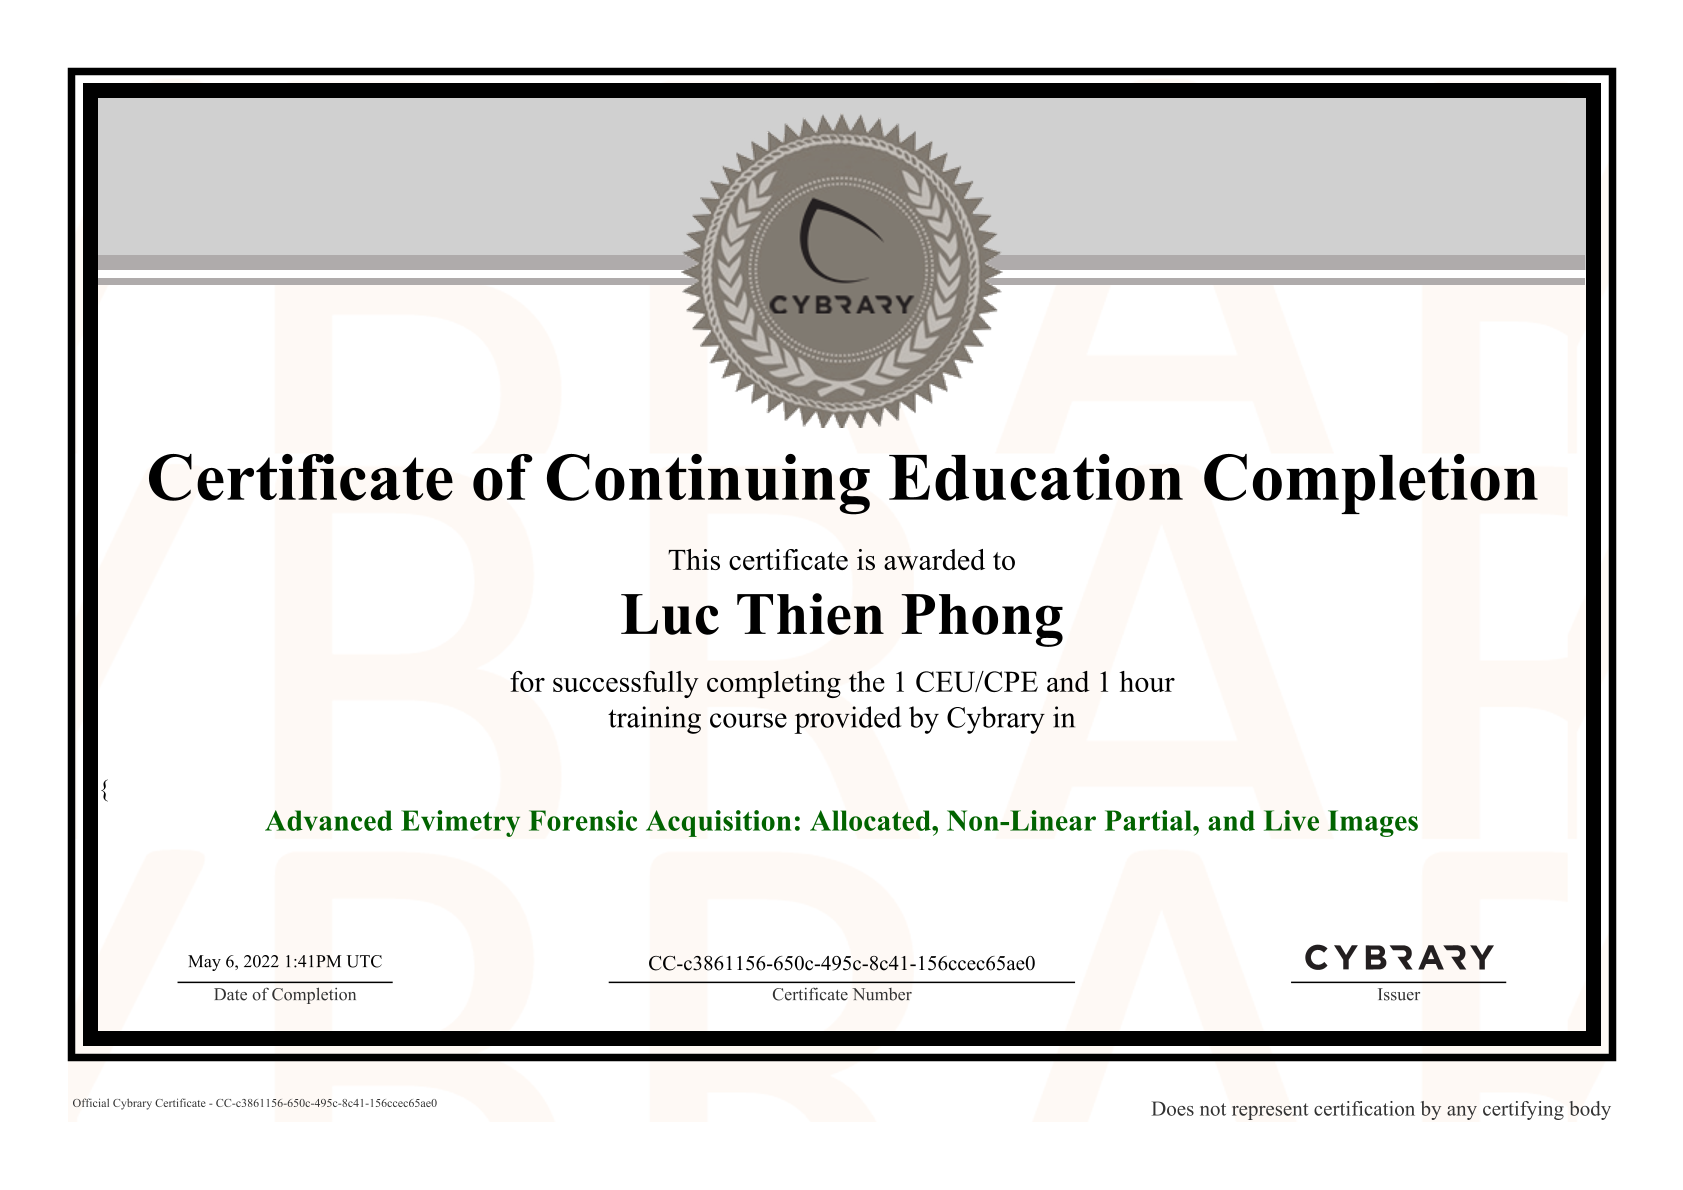 CYBRARY
Certificate of Continuing Education Completion
This certificate is awarded to
Luc Thien Phong
for successfully completing the 1 CEU/CPE and 1 hour
training course provided by Cybrary in
{
Advanced Evimetry Forensic Acquisition: Allocated, Non-Linear Partial, and Live Images
May 6, 2022 1:41PM UTC
Date of Completion
CC-c3861156-650c-495c-8c41-156ccec65ae0
Certificate Number
CYBRARY
Issuer
Official Cybrary Certificate - CC-c3861156-650c-495c-8c41-156ccec65ae0
Does not represent certification by any certifying body